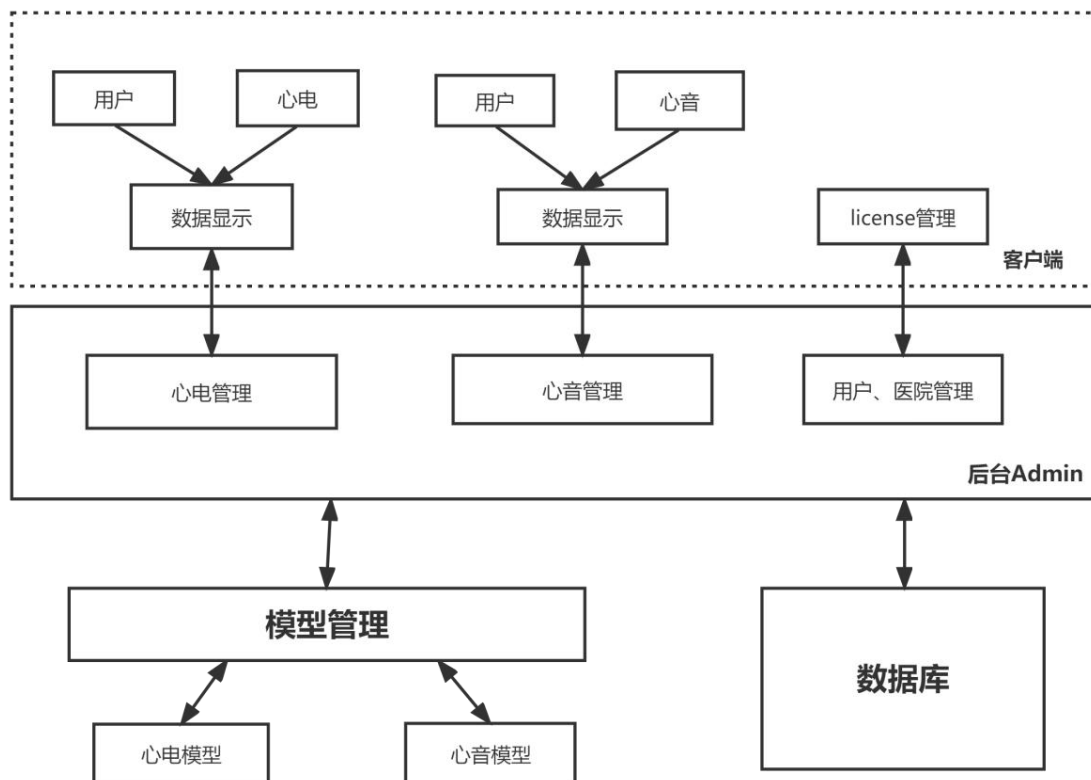 用户
心电
用户
心音
数据显示
数据显示
license管理
客户端
心电管理
心音管理
用户、医院管理
后台Admin
模型管理
数据库
心电模型
心音模型